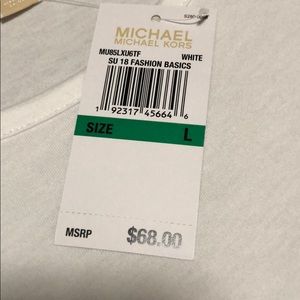 MICHAEL
MICHAEL KORS
MU85LXU6TF WHITE
SU 18 FASHION BASICS
1 92317 45664 6
SIZE L
MSRP $68.00